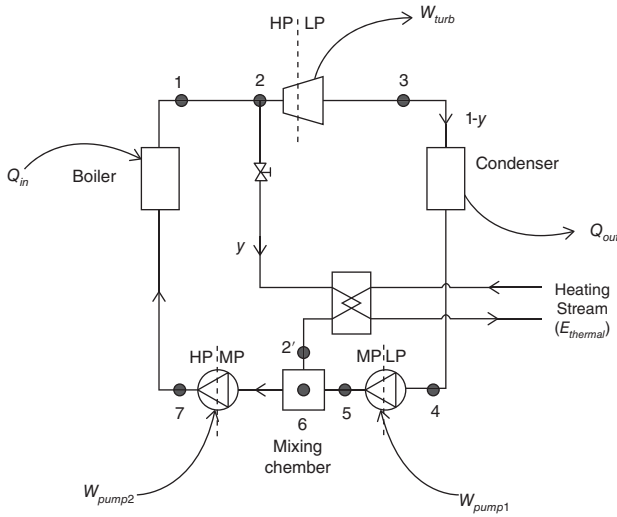 HP LP
W_turb
1
2
3
1-y
Q_in
Boiler
Condenser
Q_out
y
Heating
Stream
(E_thermal)
2′
HP MP
MP LP
7
6
5
4
Mixing
chember
W_pump2
W_pump1